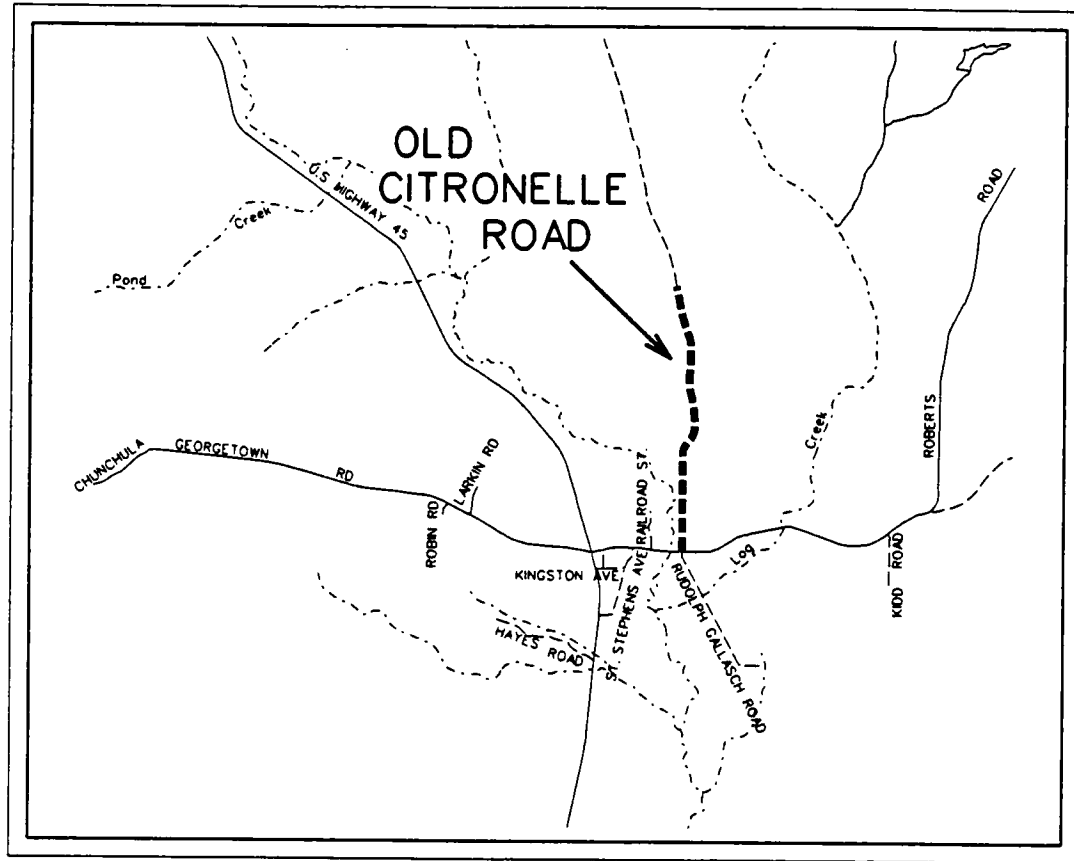 OLD
CITRONELLE
ROAD
U.S HIGHWAY 45
Creek
Pond
ROAD
ROBERTS
Creek
CHUNCHULA GEORGETOWN RD
LARKIN RD
ROBIN RD
RAILROAD ST.
KINGSTON AVE
ST. STEPHENS AVE
Log
KIDD ROAD
HAYES ROAD
RUDOLPH GALLASCH ROAD